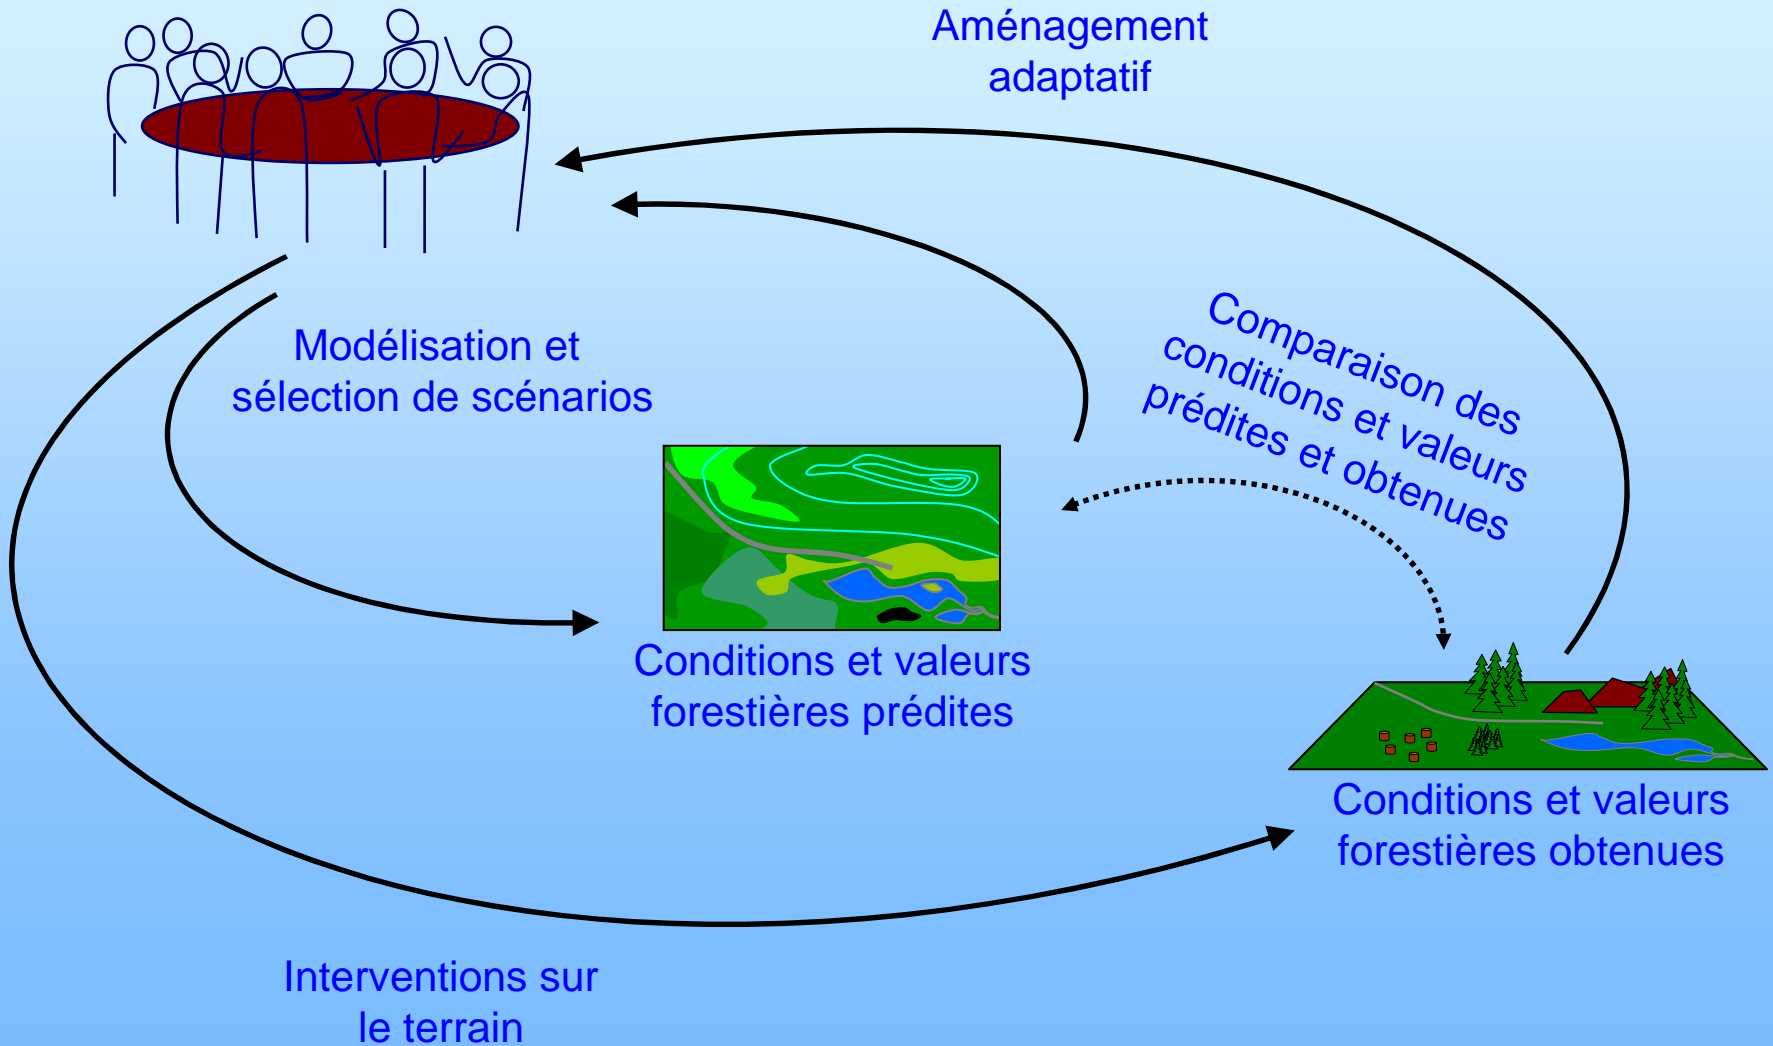 Aménagement
adaptatif
Modélisation et
sélection de scénarios
Comparaison des
conditions et valeurs
prédites et obtenues
Conditions et valeurs
forestières prédites
Conditions et valeurs
forestières obtenues
Interventions sur
le terrain